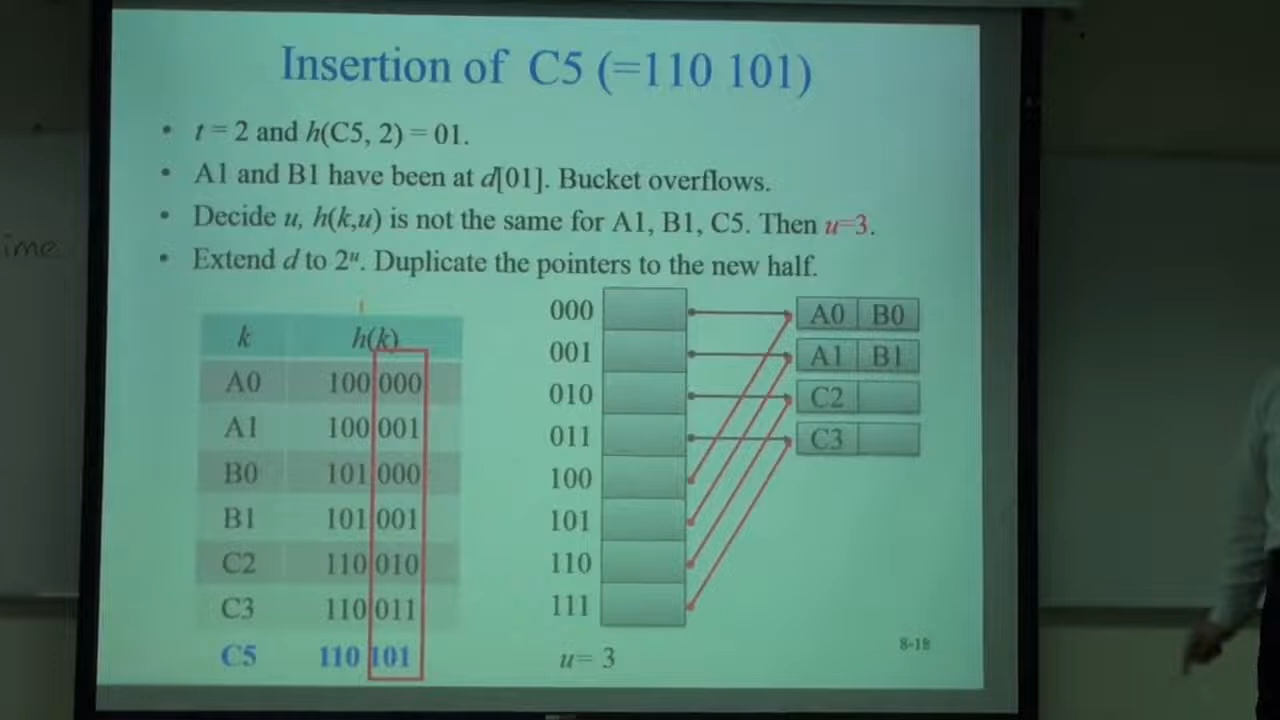 Insertion of C5 (=110 101)
• t = 2 and h(C5, 2) = 01.
• A1 and B1 have been at d[01]. Bucket overflows.
• Decide u, h(k,u) is not the same for A1, B1, C5. Then u=3.
• Extend d to 2ᵘ. Duplicate the pointers to the new half.
ime
k h(k)
A0 100 000
A1 100 001
B0 101 000
B1 101 001
C2 110 010
C3 110 011
C5 110 101
000
001
010
011
100
101
110
111
u= 3
A0 B0
A1 B1
C2
C3
8-18